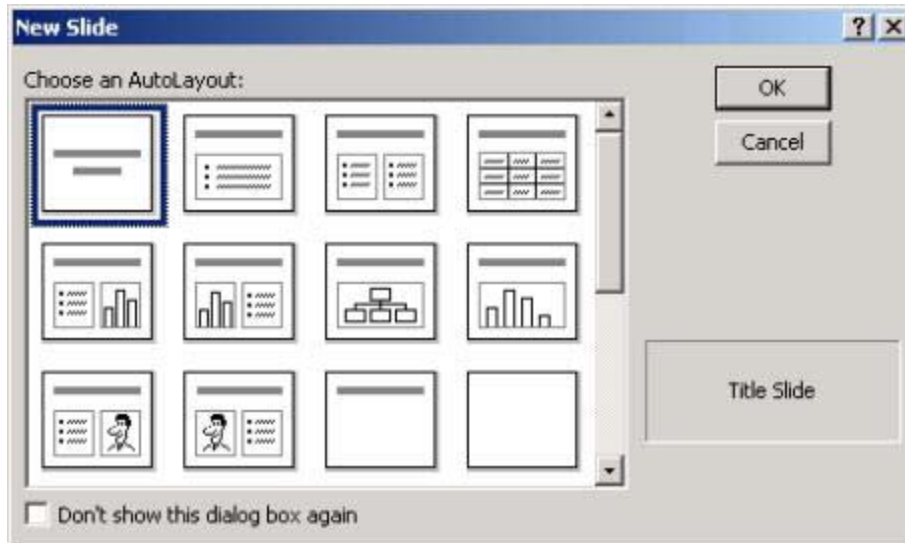 New Slide
Choose an AutoLayout:
OK
Cancel
Title Slide
Don't show this dialog box again